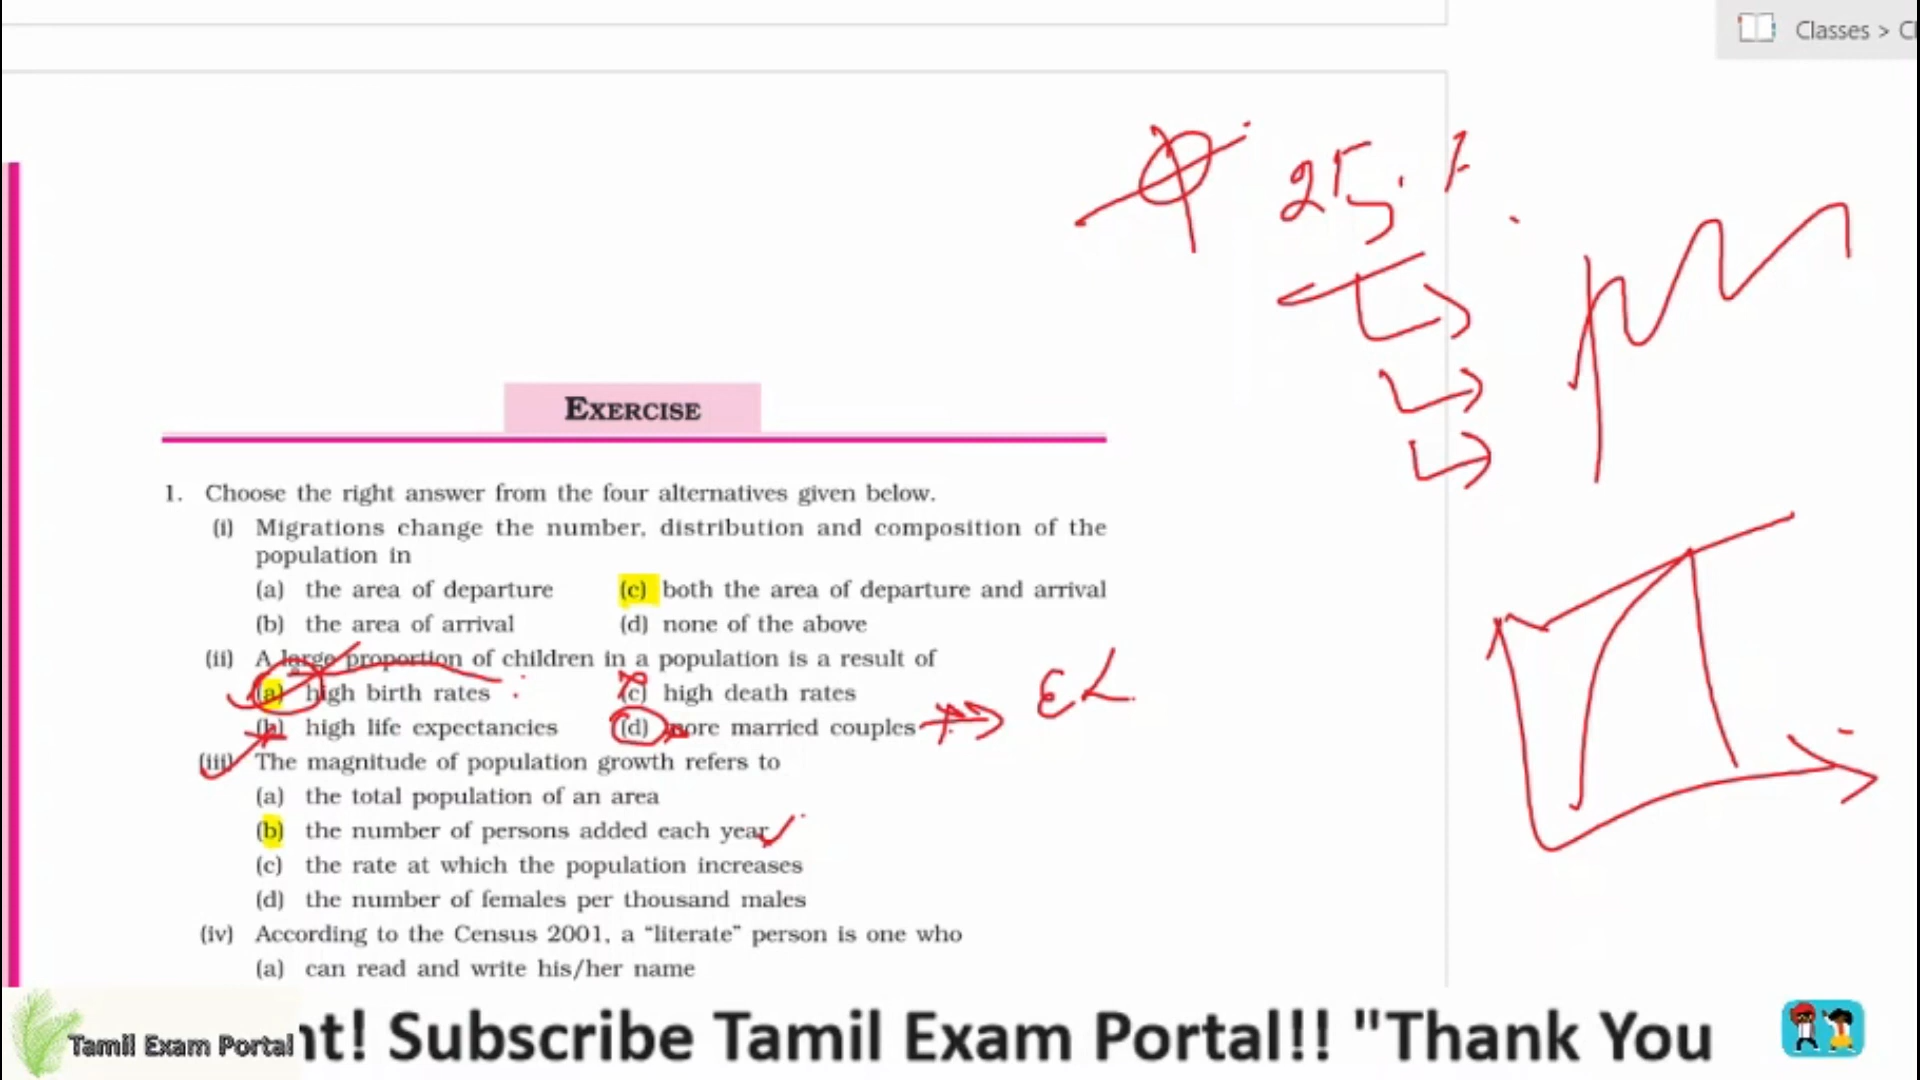 Classes >
25.
EXERCISE
1. Choose the right answer from the four alternatives given below.
(i) Migrations change the number, distribution and composition of the
population in
(a) the area of departure (c) both the area of departure and arrival
(b) the area of arrival (d) none of the above
(ii) A large proportion of children in a population is a result of
(a) high birth rates (c) high death rates
(b) high life expectancies (d) more married couples
(iii) The magnitude of population growth refers to
(a) the total population of an area
(b) the number of persons added each year
(c) the rate at which the population increases
(d) the number of females per thousand males
(iv) According to the Census 2001, a “literate” person is one who
(a) can read and write his/her name
Tamil Exam Portal
nt! Subscribe Tamil Exam Portal!! "Thank You